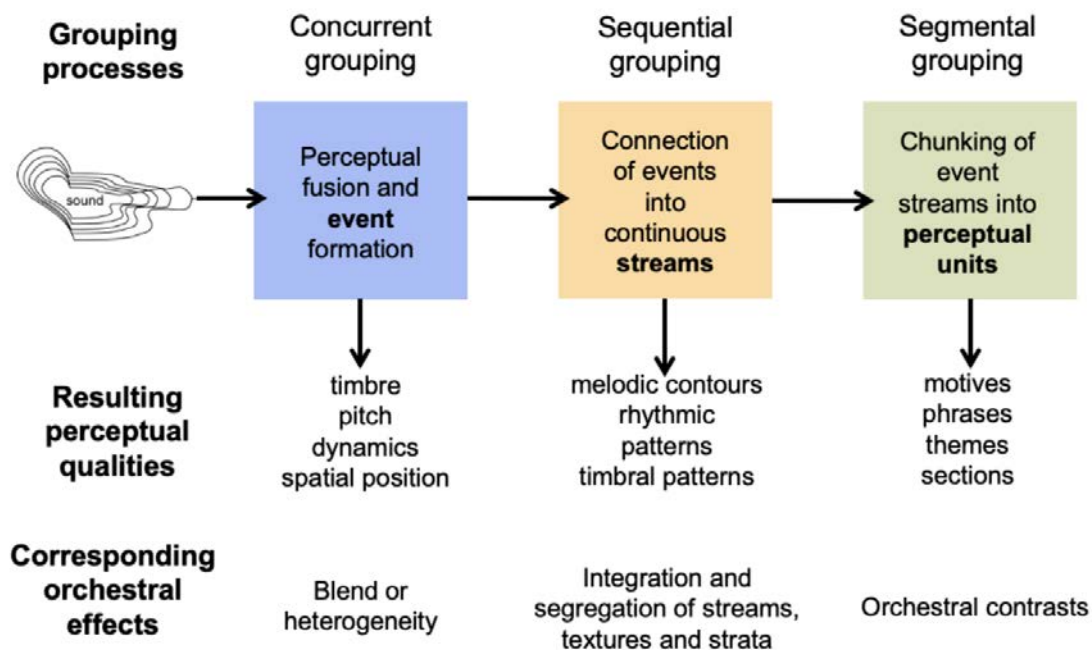 Grouping
processes
Concurrent
grouping
Sequential
grouping
Segmental
grouping
sound
Perceptual
fusion and
event
formation
Connection
of events
into
continuous
streams
Chunking of
event
streams into
perceptual
units
Resulting
perceptual
qualities
timbre
pitch
dynamics
spatial position
melodic contours
rhythmic
patterns
timbral patterns
motives
phrases
themes
sections
Corresponding
orchestral
effects
Blend or
heterogeneity
Integration and
segregation of streams,
textures and strata
Orchestral contrasts